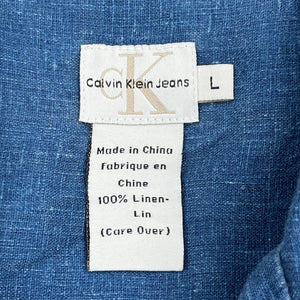 cK
Calvin Klein Jeans
L
Made in China
Fabrique en
Chine
100% Linen-
Lin
(Care Over)